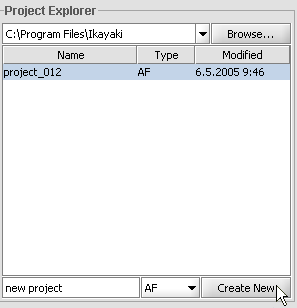 Project Explorer
C:\Program Files\Ikayaki Browse...
Name Type Modified
project_012 AF 6.5.2005 9:46
new project AF Create New